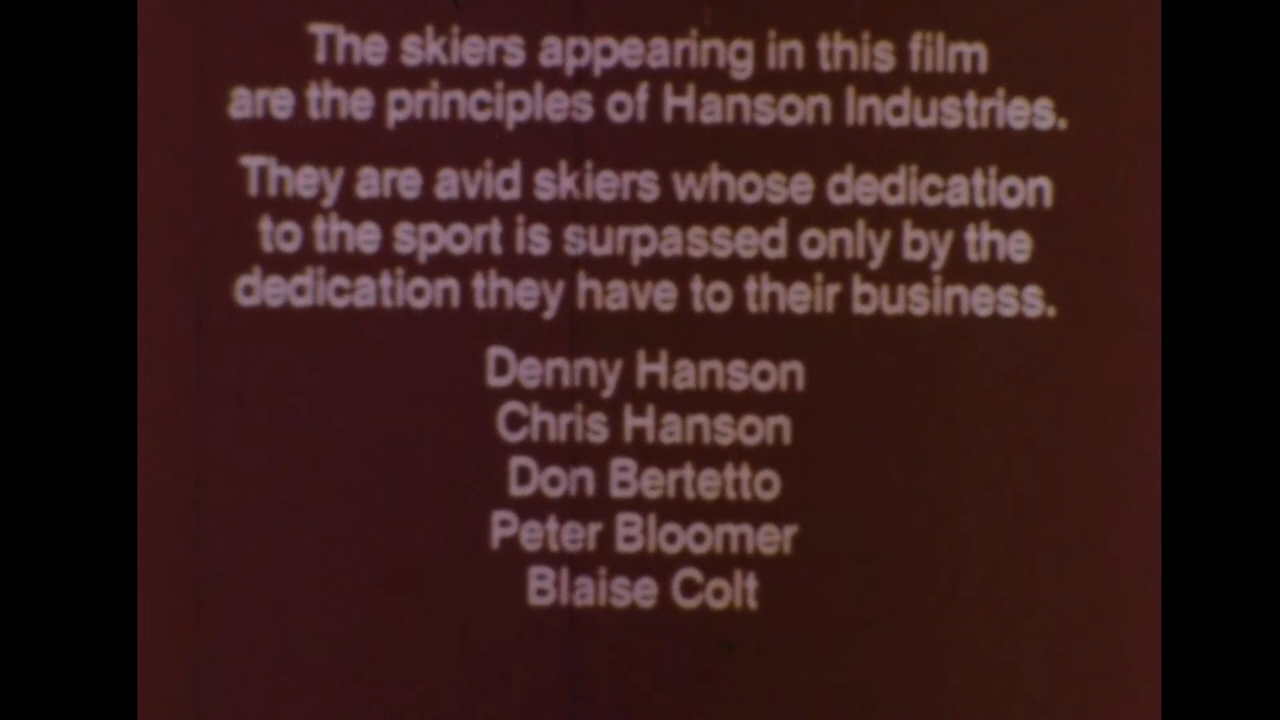 The skiers appearing in this film
are the principles of Hanson Industries.
They are avid skiers whose dedication
to the sport is surpassed only by the
dedication they have to their business.
Denny Hanson
Chris Hanson
Don Bertetto
Peter Bloomer
Blaise Colt